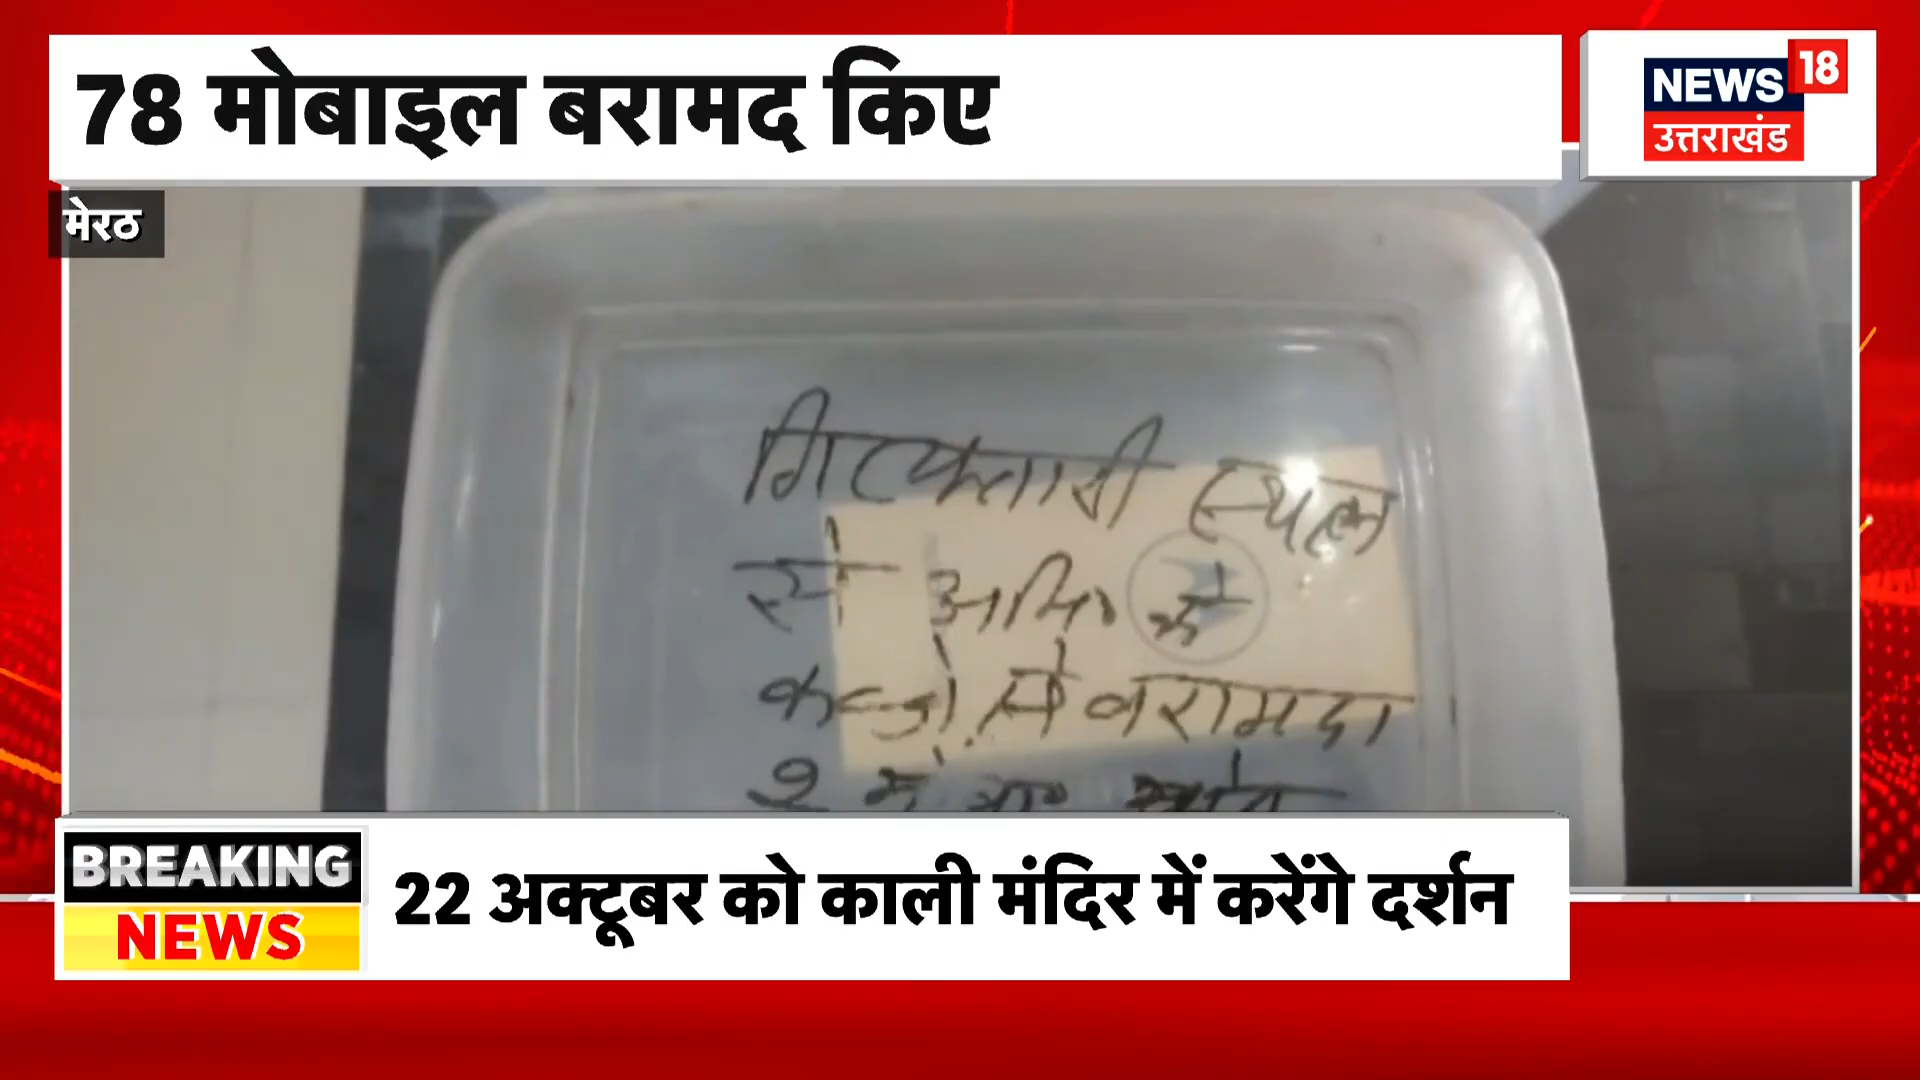 78 मोबाइल बरामद किए
NEWS 18
उत्तराखंड
मेरठ
गिरफ्तारी स्थल
से अभि० के
कब्जे से बरामदा
BREAKING
NEWS
22 अक्टूबर को काली मंदिर में करेंगे दर्शन